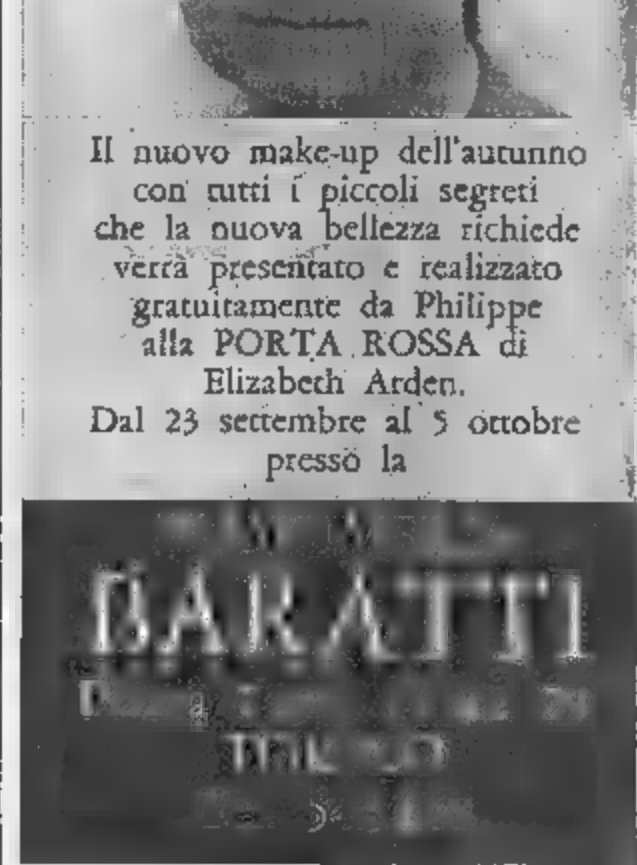 Il nuovo make-up dell'autunno
con tutti i piccoli segreti
che la nuova bellezza richiede
verrà presentato e realizzato
gratuitamente da Philippe
alla PORTA ROSSA di
Elizabeth Arden.
Dal 23 settembre al 5 ottobre
presso la
BARATTI